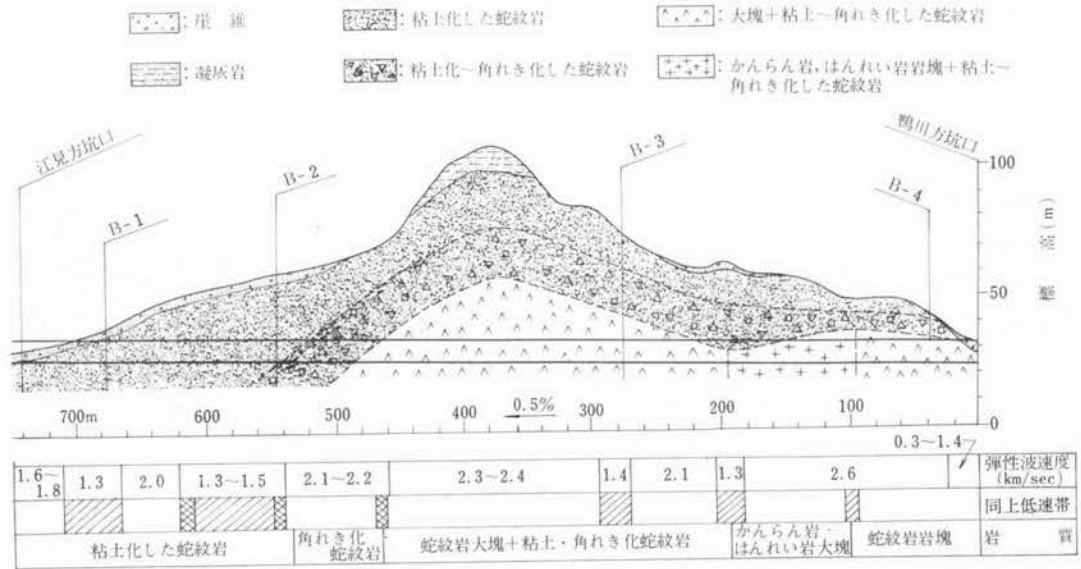 ：崖錐
：粘土化した蛇紋岩
：大塊＋粘土～角れき化した蛇紋岩
：凝灰岩
：粘土化～角れき化した蛇紋岩
：かんらん岩，はんれい岩岩塊＋粘土～
角れき化した蛇紋岩
江見方坑口
B-1
B-2
B-3
B-4
鴨川方坑口
100
50
0
標高(m)
700m
600
500
400
0.5%
300
200
100
0.3～1.4
1.6～
1.8
1.3
2.0
1.3～1.5
2.1～2.2
2.3～2.4
1.4
2.1
1.3
2.6
弾性波速度
(km/sec)
同上低速帯
粘土化した蛇紋岩
角れき化
蛇紋岩
蛇紋岩大塊＋粘土・角れき化蛇紋岩
かんらん岩・
はんれい岩大塊
蛇紋岩岩塊
岩質